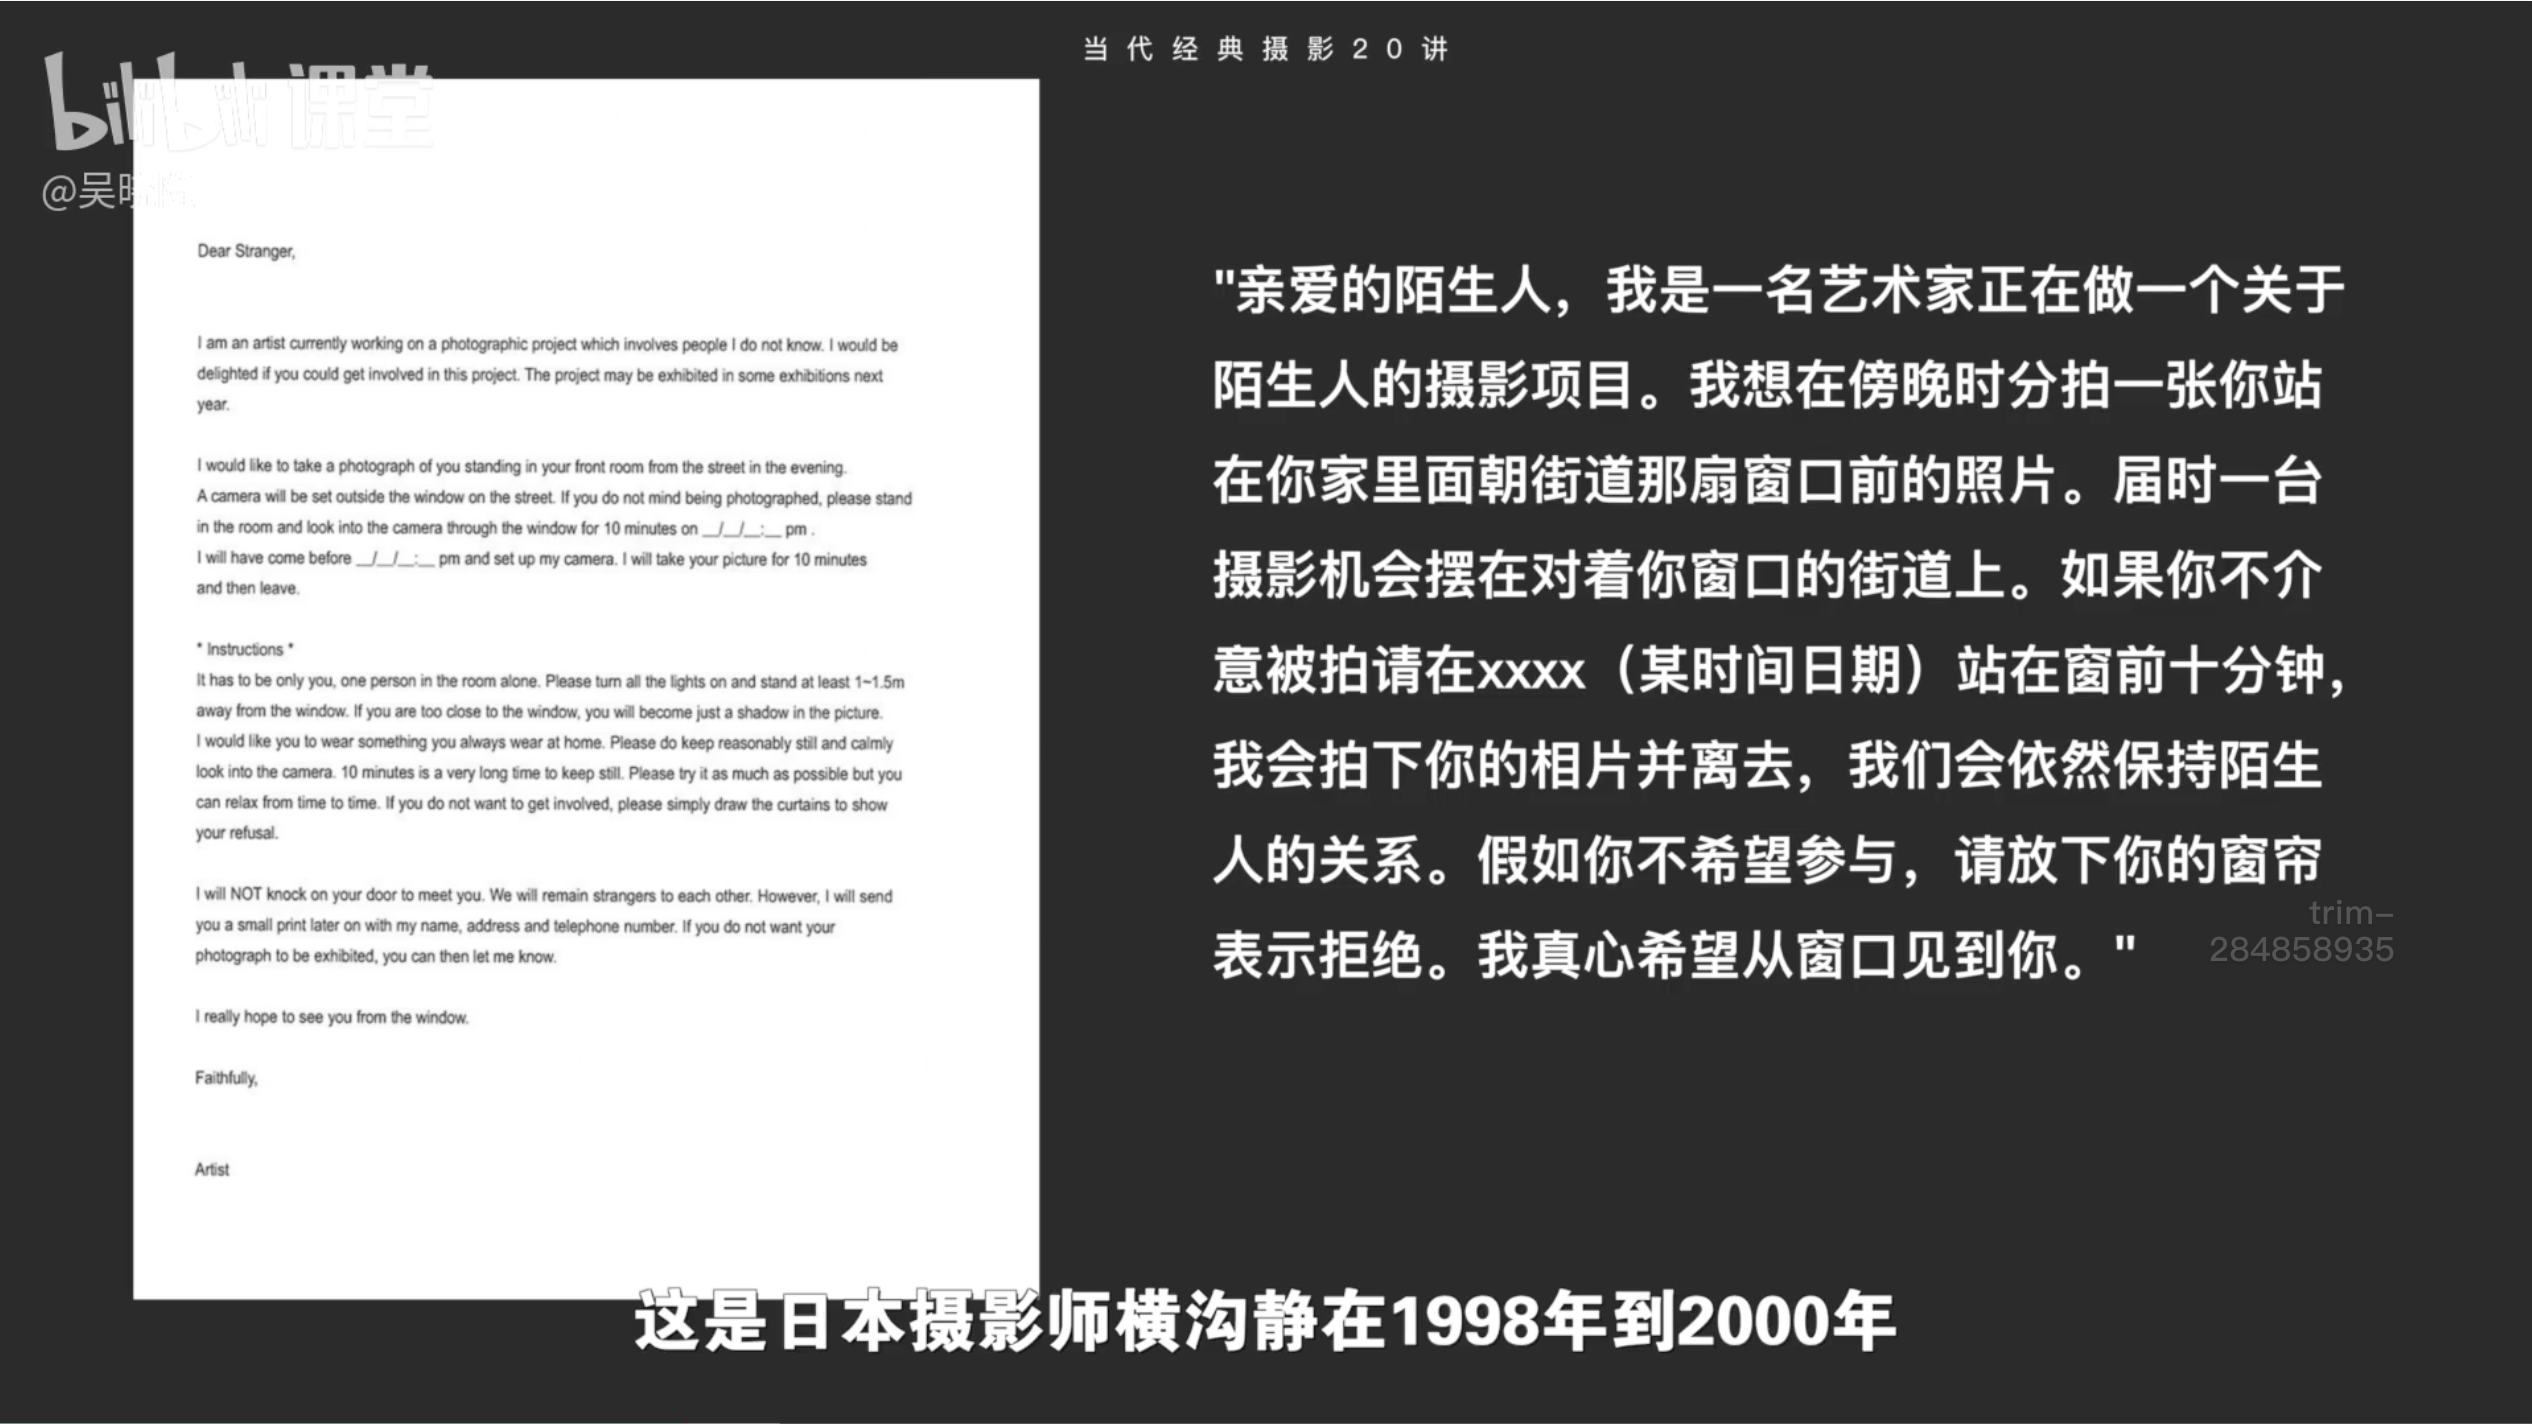 当代经典摄影20讲
bilibili课堂
@吴晓隆
Dear Stranger,
I am an artist currently working on a photographic project which involves people I do not know. I would be
delighted if you could get involved in this project. The project may be exhibited in some exhibitions next
year.
I would like to take a photograph of you standing in your front room from the street in the evening.
A camera will be set outside the window on the street. If you do not mind being photographed, please stand
in the room and look into the camera through the window for 10 minutes on __/__/__:__ pm .
I will have come before __/__/__:__ pm and set up my camera. I will take your picture for 10 minutes
and then leave.
* Instructions *
It has to be only you, one person in the room alone. Please turn all the lights on and stand at least 1~1.5m
away from the window. If you are too close to the window, you will become just a shadow in the picture.
I would like you to wear something you always wear at home. Please do keep reasonably still and calmly
look into the camera. 10 minutes is a very long time to keep still. Please try it as much as possible but you
can relax from time to time. If you do not want to get involved, please simply draw the curtains to show
your refusal.
I will NOT knock on your door to meet you. We will remain strangers to each other. However, I will send
you a small print later on with my name, address and telephone number. If you do not want your
photograph to be exhibited, you can then let me know.
I really hope to see you from the window.
Faithfully,
Artist
"亲爱的陌生人，我是一名艺术家正在做一个关于
陌生人的摄影项目。我想在傍晚时分拍一张你站
在你家里面朝街道那扇窗口前的照片。届时一台
摄影机会摆在对着你窗口的街道上。如果你不介
意被拍请在xxxx（某时间日期）站在窗前十分钟，
我会拍下你的相片并离去，我们会依然保持陌生
人的关系。假如你不希望参与，请放下你的窗帘
表示拒绝。我真心希望从窗口见到你。"
trim-
284858935
这是日本摄影师横沟静在1998年到2000年